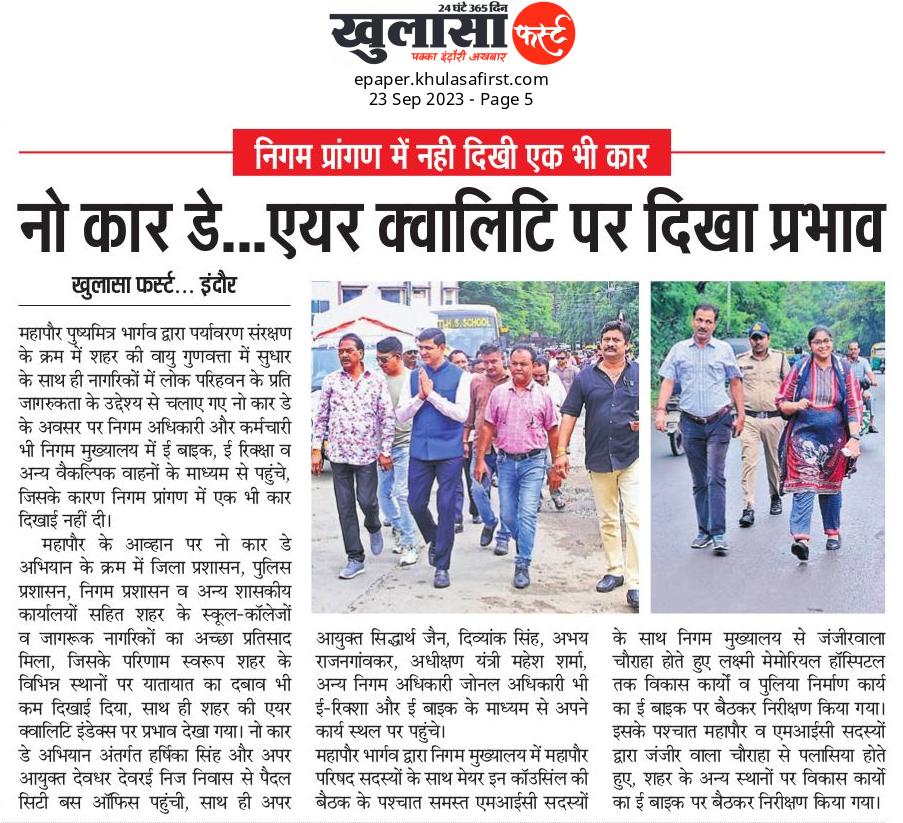 24 घंटे 365 दिन
खुलासा फर्स्ट
पक्का इंदौरी अखबार
epaper.khulasafirst.com
23 Sep 2023 - Page 5
निगम प्रांगण में नही दिखी एक भी कार
नो कार डे...एयर क्वालिटि पर दिखा प्रभाव
खुलासा फर्स्ट... इंदौर
महापौर पुष्यमित्र भार्गव द्वारा पर्यावरण संरक्षण
के क्रम में शहर की वायु गुणवत्ता में सुधार
के साथ ही नागरिकों में लोक परिहवन के प्रति
जागरुकता के उद्देश्य से चलाए गए नो कार डे
के अवसर पर निगम अधिकारी और कर्मचारी
भी निगम मुख्यालय में ई बाइक, ई रिक्शा व
अन्य वैकल्पिक वाहनों के माध्यम से पहुंचे,
जिसके कारण निगम प्रांगण में एक भी कार
दिखाई नहीं दी।
महापौर के आव्हान पर नो कार डे
अभियान के क्रम में जिला प्रशासन, पुलिस
प्रशासन, निगम प्रशासन व अन्य शासकीय
कार्यालयों सहित शहर के स्कूल-कॉलेजों
व जागरूक नागरिकों का अच्छा प्रतिसाद
मिला, जिसके परिणाम स्वरूप शहर के
विभिन्न स्थानों पर यातायात का दबाव भी
कम दिखाई दिया, साथ ही शहर की एयर
क्वालिटि इंडेक्स पर प्रभाव देखा गया। नो कार
डे अभियान अंतर्गत हर्षिका सिंह और अपर
आयुक्त देवधर देवरई निज निवास से पैदल
सिटी बस ऑफिस पहुंची, साथ ही अपर
H.S. SCHOOL
आयुक्त सिद्धार्थ जैन, दिव्यांक सिंह, अभय
राजनगांवकर, अधीक्षण यंत्री महेश शर्मा,
अन्य निगम अधिकारी जोनल अधिकारी भी
ई-रिक्शा और ई बाइक के माध्यम से अपने
कार्य स्थल पर पहुंचे।
महापौर भार्गव द्वारा निगम मुख्यालय में महापौर
परिषद सदस्यों के साथ मेयर इन कॉउसिंल की
बैठक के पश्चात समस्त एमआईसी सदस्यों
के साथ निगम मुख्यालय से जंजीरवाला
चौराहा होते हुए लक्ष्मी मेमोरियल हॉस्पिटल
तक विकास कार्यों व पुलिया निर्माण कार्य
का ई बाइक पर बैठकर निरीक्षण किया गया।
इसके पश्चात महापौर व एमआईसी सदस्यों
द्वारा जंजीर वाला चौराहा से पलासिया होते
हुए, शहर के अन्य स्थानों पर विकास कार्यो
का ई बाइक पर बैठकर निरीक्षण किया गया।